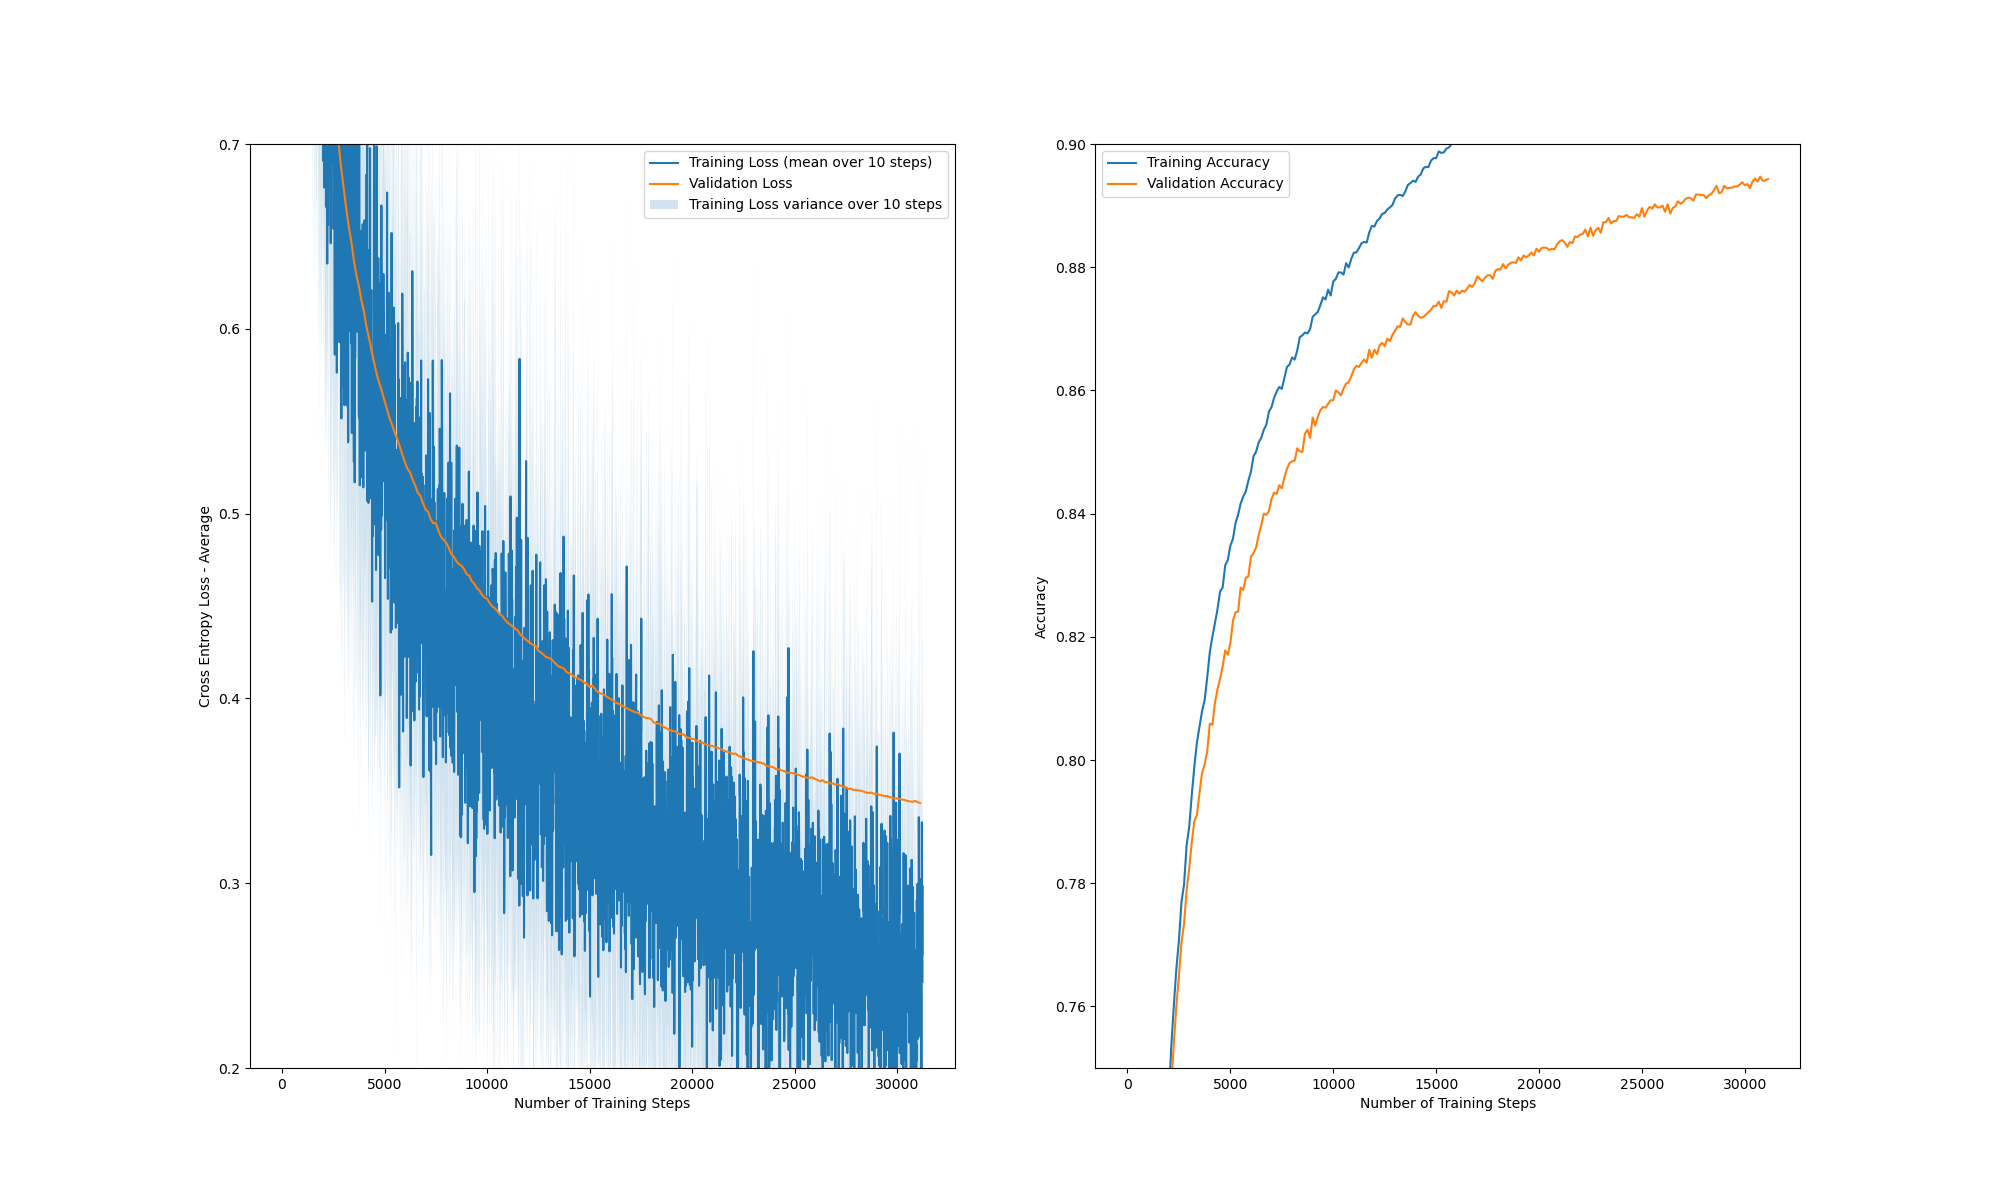 Training Loss (mean over 10 steps)
Validation Loss
Training Loss variance over 10 steps
Cross Entropy Loss - Average
0.7
0.6
0.5
0.4
0.3
0.2
0 5000 10000 15000 20000 25000 30000
Number of Training Steps
Training Accuracy
Validation Accuracy
Accuracy
0.90
0.88
0.86
0.84
0.82
0.80
0.78
0.76
0 5000 10000 15000 20000 25000 30000
Number of Training Steps